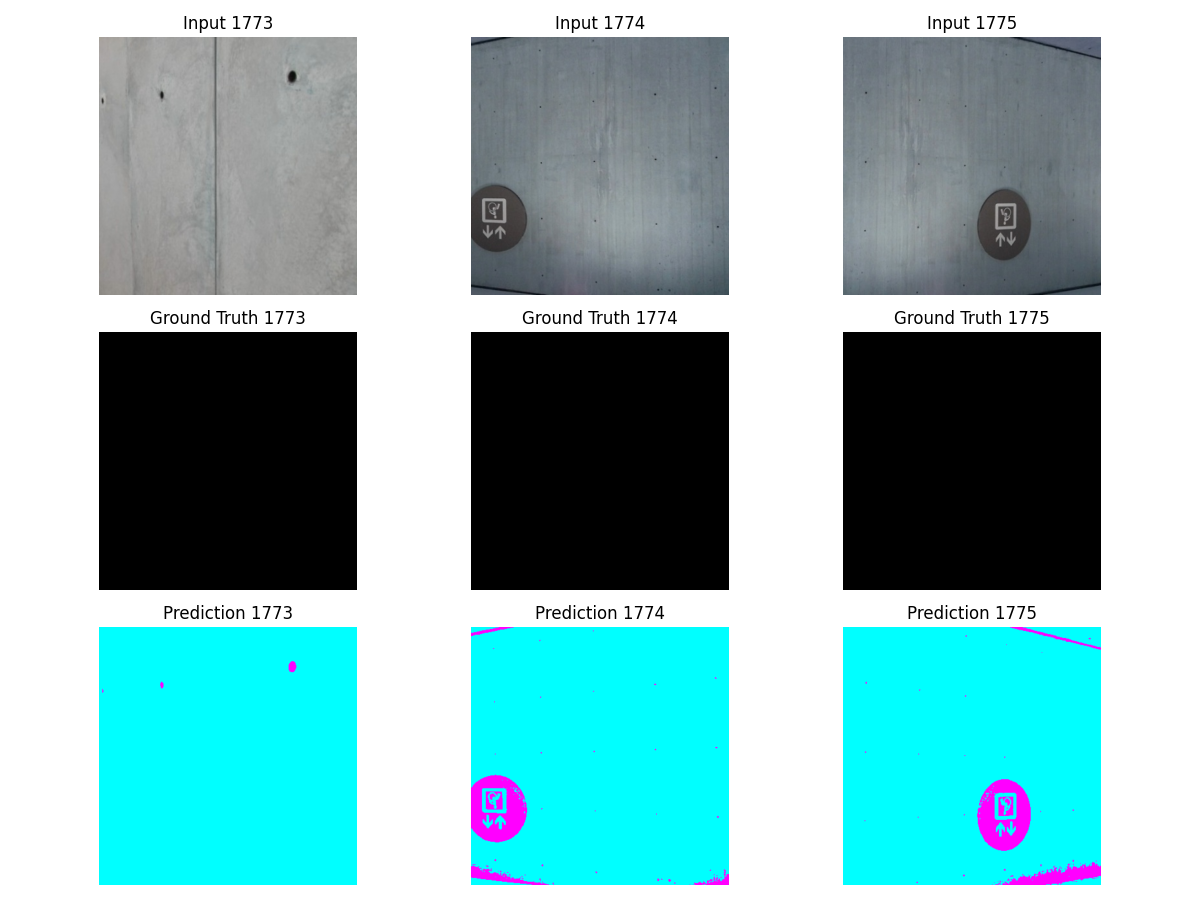 Input 1773
Input 1774
Input 1775
Ground Truth 1773
Ground Truth 1774
Ground Truth 1775
Prediction 1773
Prediction 1774
Prediction 1775